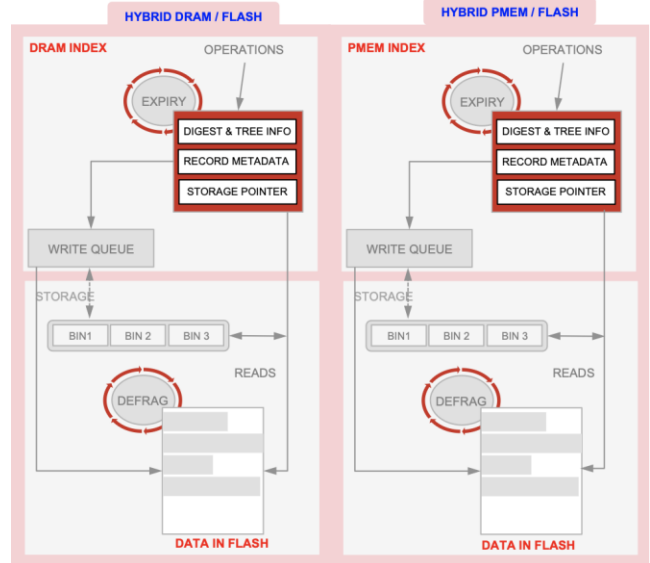 HYBRID DRAM / FLASH
DRAM INDEX
OPERATIONS
EXPIRY
DIGEST & TREE INFO
RECORD METADATA
STORAGE POINTER
WRITE QUEUE
STORAGE
BIN1 BIN 2 BIN 3
READS
DEFRAG
DATA IN FLASH
HYBRID PMEM / FLASH
PMEM INDEX
OPERATIONS
EXPIRY
DIGEST & TREE INFO
RECORD METADATA
STORAGE POINTER
WRITE QUEUE
STORAGE
BIN1 BIN 2 BIN 3
READS
DEFRAG
DATA IN FLASH